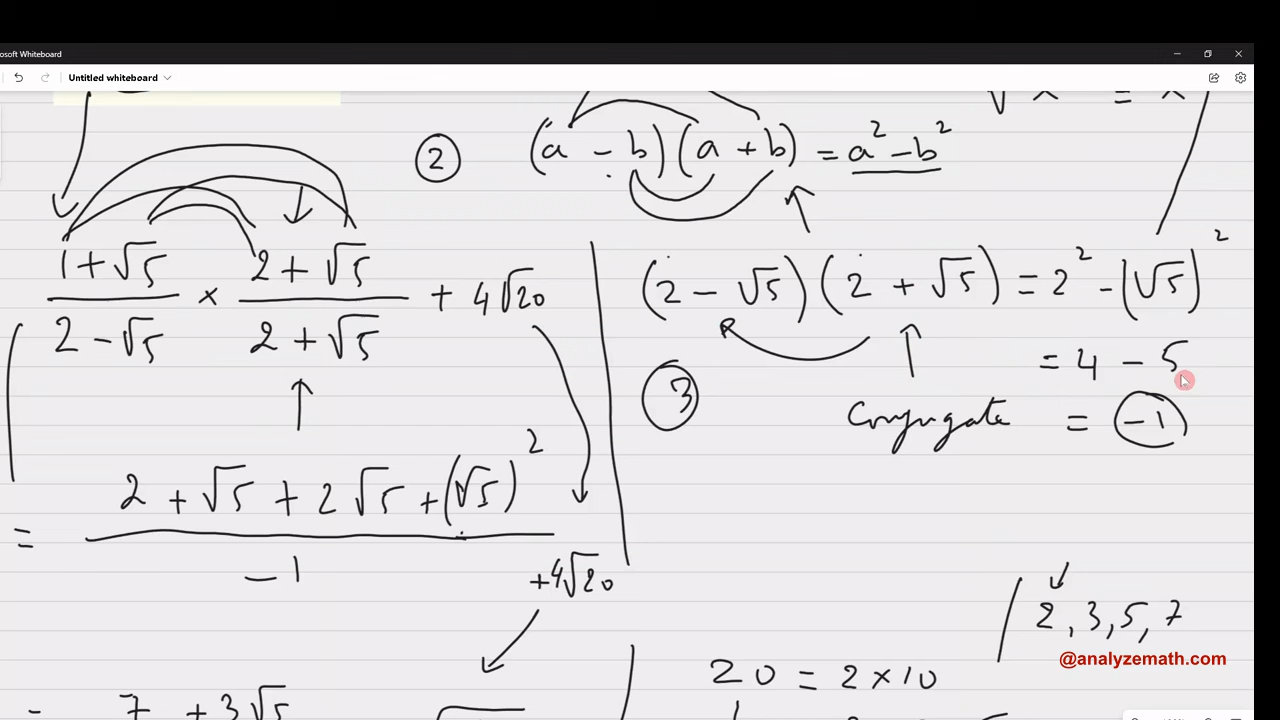 osoft Whiteboard
Untitled whiteboard
√x = x
② (a - b)(a + b) = a² - b²
(1 + √5)/(2 - √5) × (2 + √5)/(2 + √5) + 4√20
(2 - √5)(2 + √5) = 2² - (√5)²
= 4 - 5
③ Conjugate = -1
= (2 + √5 + 2√5 + (√5)²)/(-1) + 4√20
2, 3, 5, 7
@analyzemath.com
20 = 2 × 10
7 + 3√5